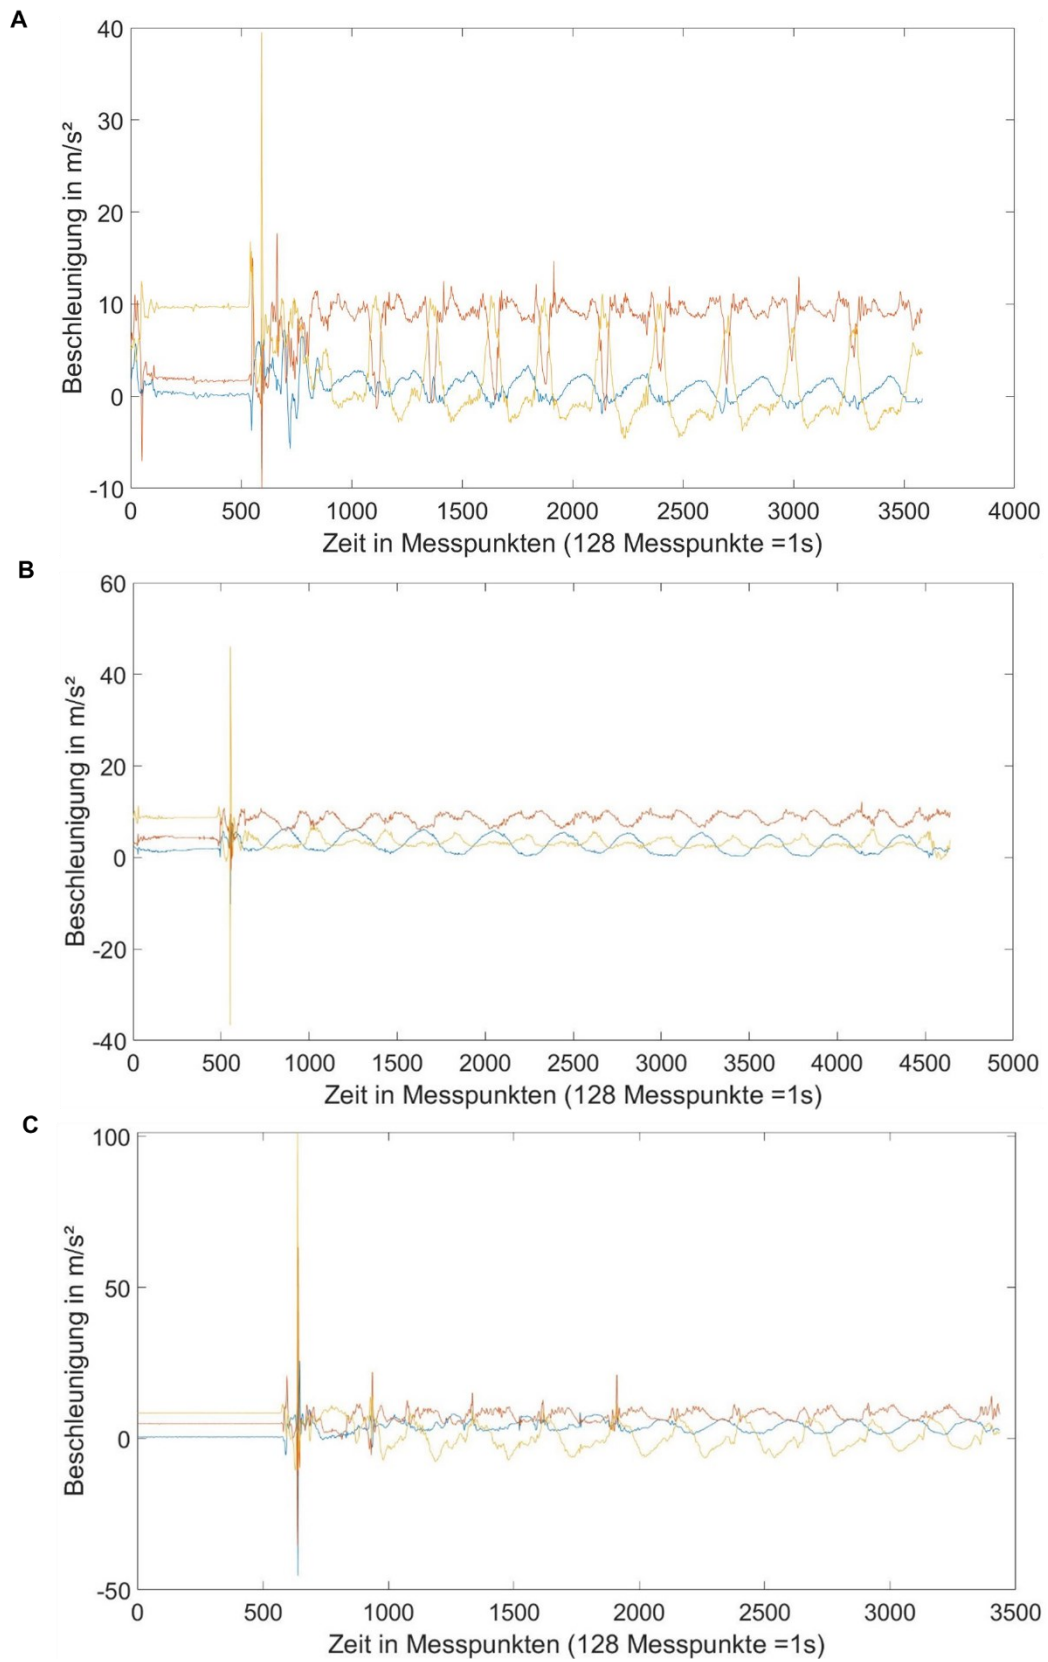 A
40
30
20
10
0
-10
Beschleunigung in m/s²
0 500 1000 1500 2000 2500 3000 3500 4000
Zeit in Messpunkten (128 Messpunkte =1s)
B
60
40
20
0
-20
-40
Beschleunigung in m/s²
0 500 1000 1500 2000 2500 3000 3500 4000 4500 5000
Zeit in Messpunkten (128 Messpunkte =1s)
C
100
50
0
-50
Beschleunigung in m/s²
0 500 1000 1500 2000 2500 3000 3500
Zeit in Messpunkten (128 Messpunkte =1s)